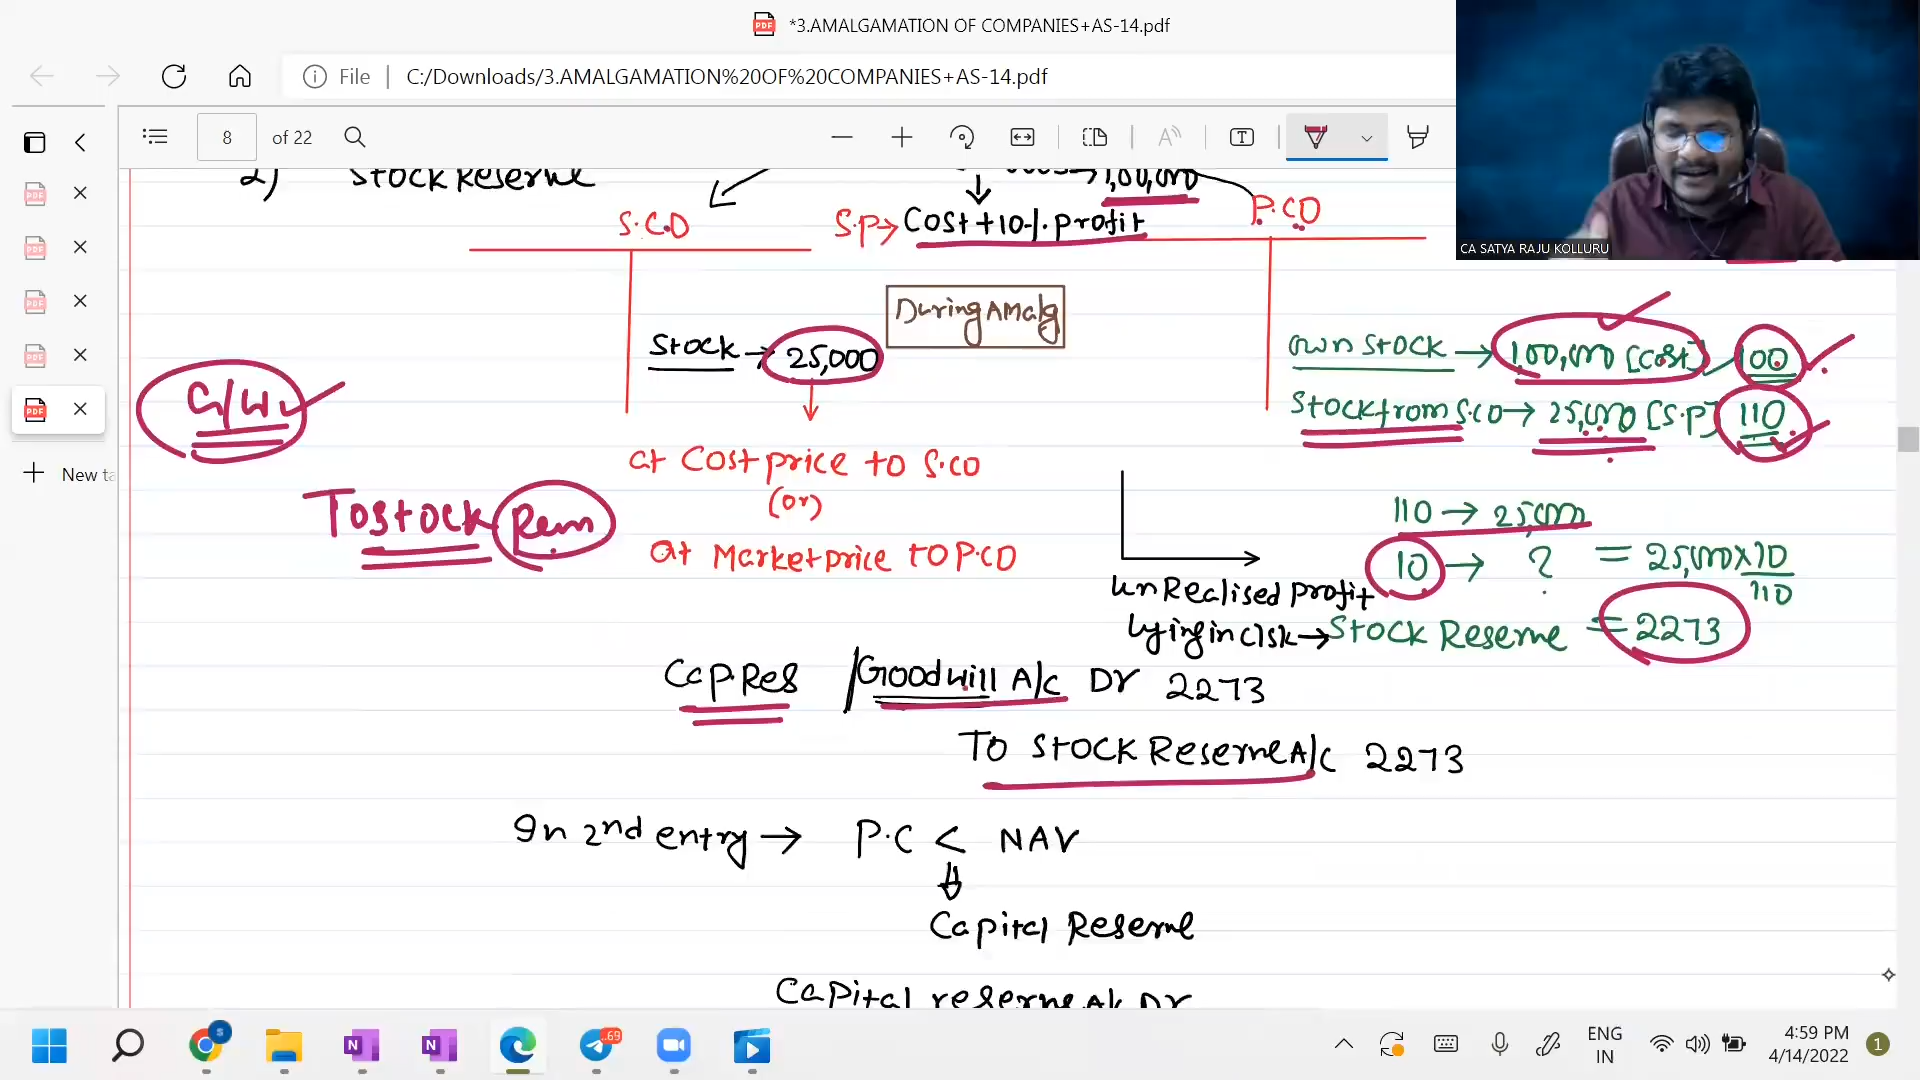 *3.AMALGAMATION OF COMPANIES+AS-14.pdf
File | C:/Downloads/3.AMALGAMATION%20OF%20COMPANIES+AS-14.pdf
8 of 22
CA SATYA RAJU KOLLURU
New ta
2) Stock Reserve
1,00,000
S.CO S.P→ Cost+10%.profit P.CO
During Amalg
Stock → 25,000
own stock → 1,00,000 [cost] 100
G/W
Stock from S.CO → 25,000 [S.P] 110
at Cost price to S.CO
To stock Rem
(or)
110 → 25,000
at Market price to P.CO
10 → ? = 25,000×10
110
unRealised profit
lying in clsk → Stock Reserve = 2273
Cap.Res /Goodwill A/c Dr 2273
To Stock Reserve A/c 2273
In 2nd entry → P.C < NAV
Capital Reserve
Capital reserve A/c Dr
.69
ENG
IN
4:59 PM
4/14/2022
1